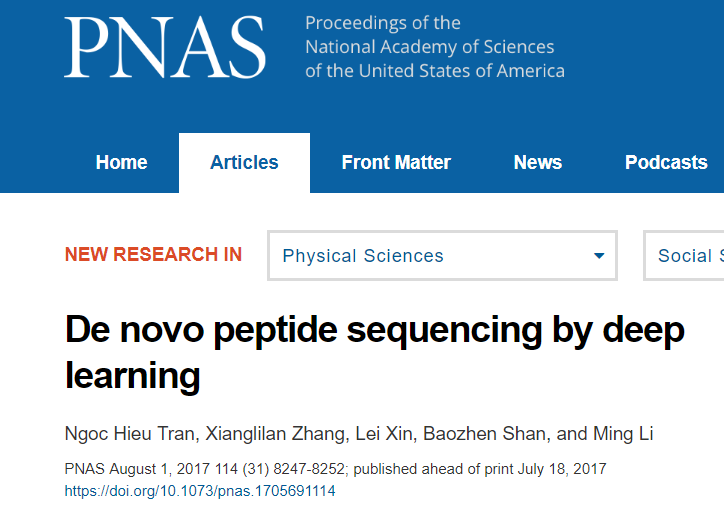 PNAS
Proceedings of the
National Academy of Sciences
of the United States of America
Home Articles Front Matter News Podcasts
NEW RESEARCH IN Physical Sciences Social S
De novo peptide sequencing by deep
learning
Ngoc Hieu Tran, Xianglilan Zhang, Lei Xin, Baozhen Shan, and Ming Li
PNAS August 1, 2017 114 (31) 8247-8252; published ahead of print July 18, 2017
https://doi.org/10.1073/pnas.1705691114